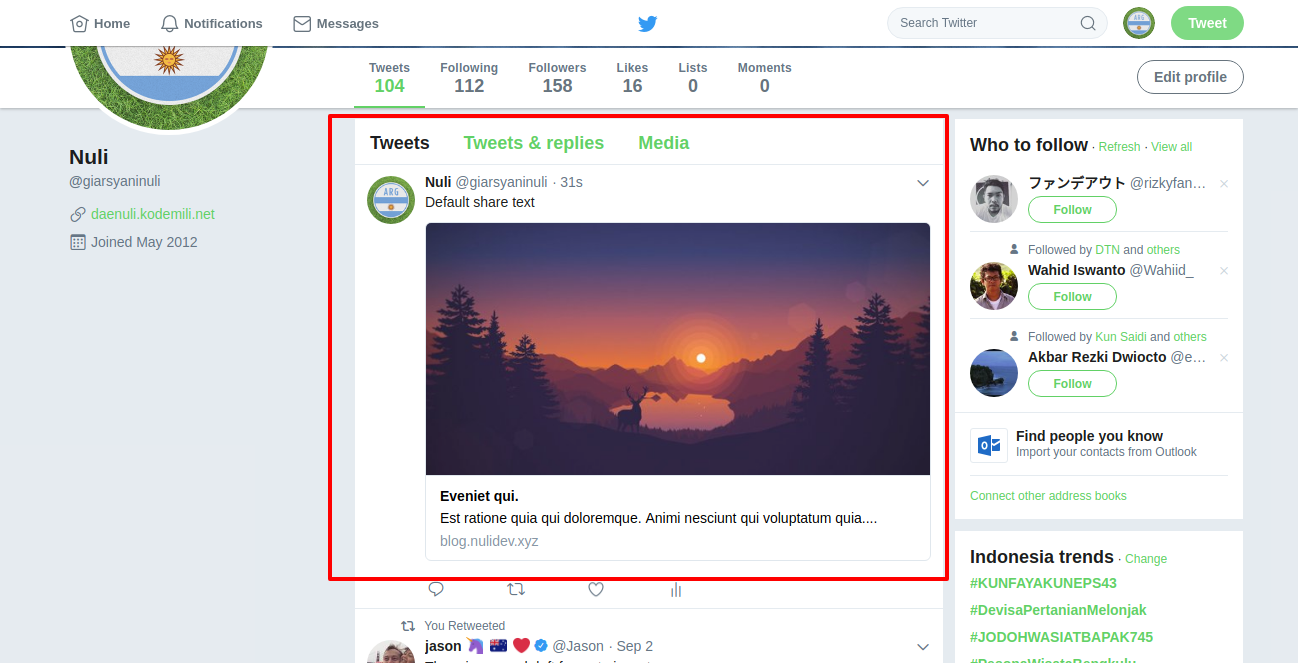 Home Notifications Messages Search Twitter Tweet
Tweets Following Followers Likes Lists Moments
104 112 158 16 0 0
Edit profile
Nuli
@giarsyaninuli
daenuli.kodemili.net
Joined May 2012
Tweets Tweets & replies Media
ARG
Nuli @giarsyaninuli · 31s
Default share text
Eveniet qui.
Est ratione quia qui doloremque. Animi nesciunt qui voluptatum quia....
blog.nulidev.xyz
You Retweeted
jason @Jason · Sep 2
Who to follow · Refresh · View all
ファンデアウト @rizkyfan…
Follow
Followed by DTN and others
Wahid Iswanto @Wahiid_
Follow
Followed by Kun Saidi and others
Akbar Rezki Dwiocto @e…
Follow
Find people you know
Import your contacts from Outlook
Connect other address books
Indonesia trends · Change
#KUNFAYAKUNEPS43
#DevisaPertanianMelonjak
#JODOHWASIATBAPAK745